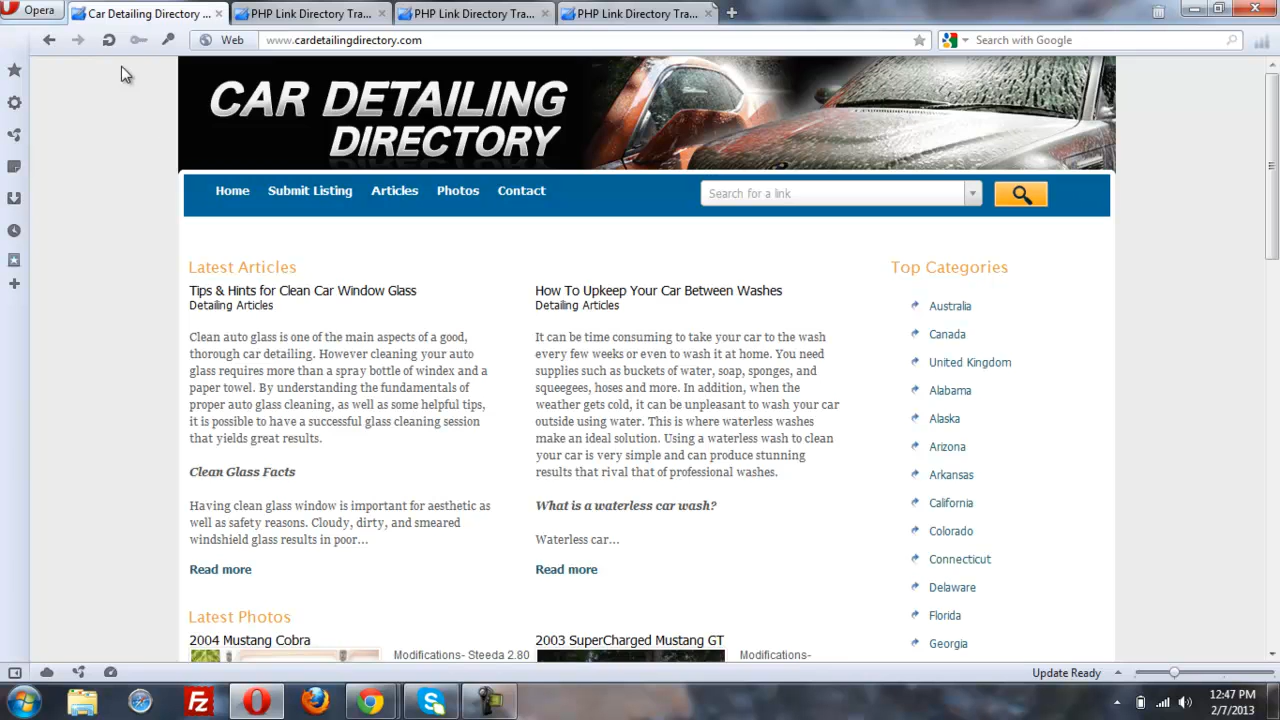 Opera
Car Detailing Directory ...
PHP Link Directory Tra...
PHP Link Directory Tra...
PHP Link Directory Tra...
Web
www.cardetailingdirectory.com
Search with Google
CAR DETAILING
DIRECTORY
Home Submit Listing Articles Photos Contact
Search for a link
Latest Articles
Tips & Hints for Clean Car Window Glass
Detailing Articles
Clean auto glass is one of the main aspects of a good,
thorough car detailing. However cleaning your auto
glass requires more than a spray bottle of windex and a
paper towel. By understanding the fundamentals of
proper auto glass cleaning, as well as some helpful tips,
it is possible to have a successful glass cleaning session
that yields great results.
Clean Glass Facts
Having clean glass window is important for aesthetic as
well as safety reasons. Cloudy, dirty, and smeared
windshield glass results in poor...
Read more
How To Upkeep Your Car Between Washes
Detailing Articles
It can be time consuming to take your car to the wash
every few weeks or even to wash it at home. You need
supplies such as buckets of water, soap, sponges, and
squeegees, hoses and more. In addition, when the
weather gets cold, it can be unpleasant to wash your car
outside using water. This is where waterless washes
make an ideal solution. Using a waterless wash to clean
your car is very simple and can produce stunning
results that rival that of professional washes.
What is a waterless car wash?
Waterless car...
Read more
Top Categories
Australia
Canada
United Kingdom
Alabama
Alaska
Arizona
Arkansas
California
Colorado
Connecticut
Delaware
Florida
Georgia
Latest Photos
2004 Mustang Cobra
Modifications- Steeda 2.80
2003 SuperCharged Mustang GT
Modifications-
Update Ready
12:47 PM
2/7/2013